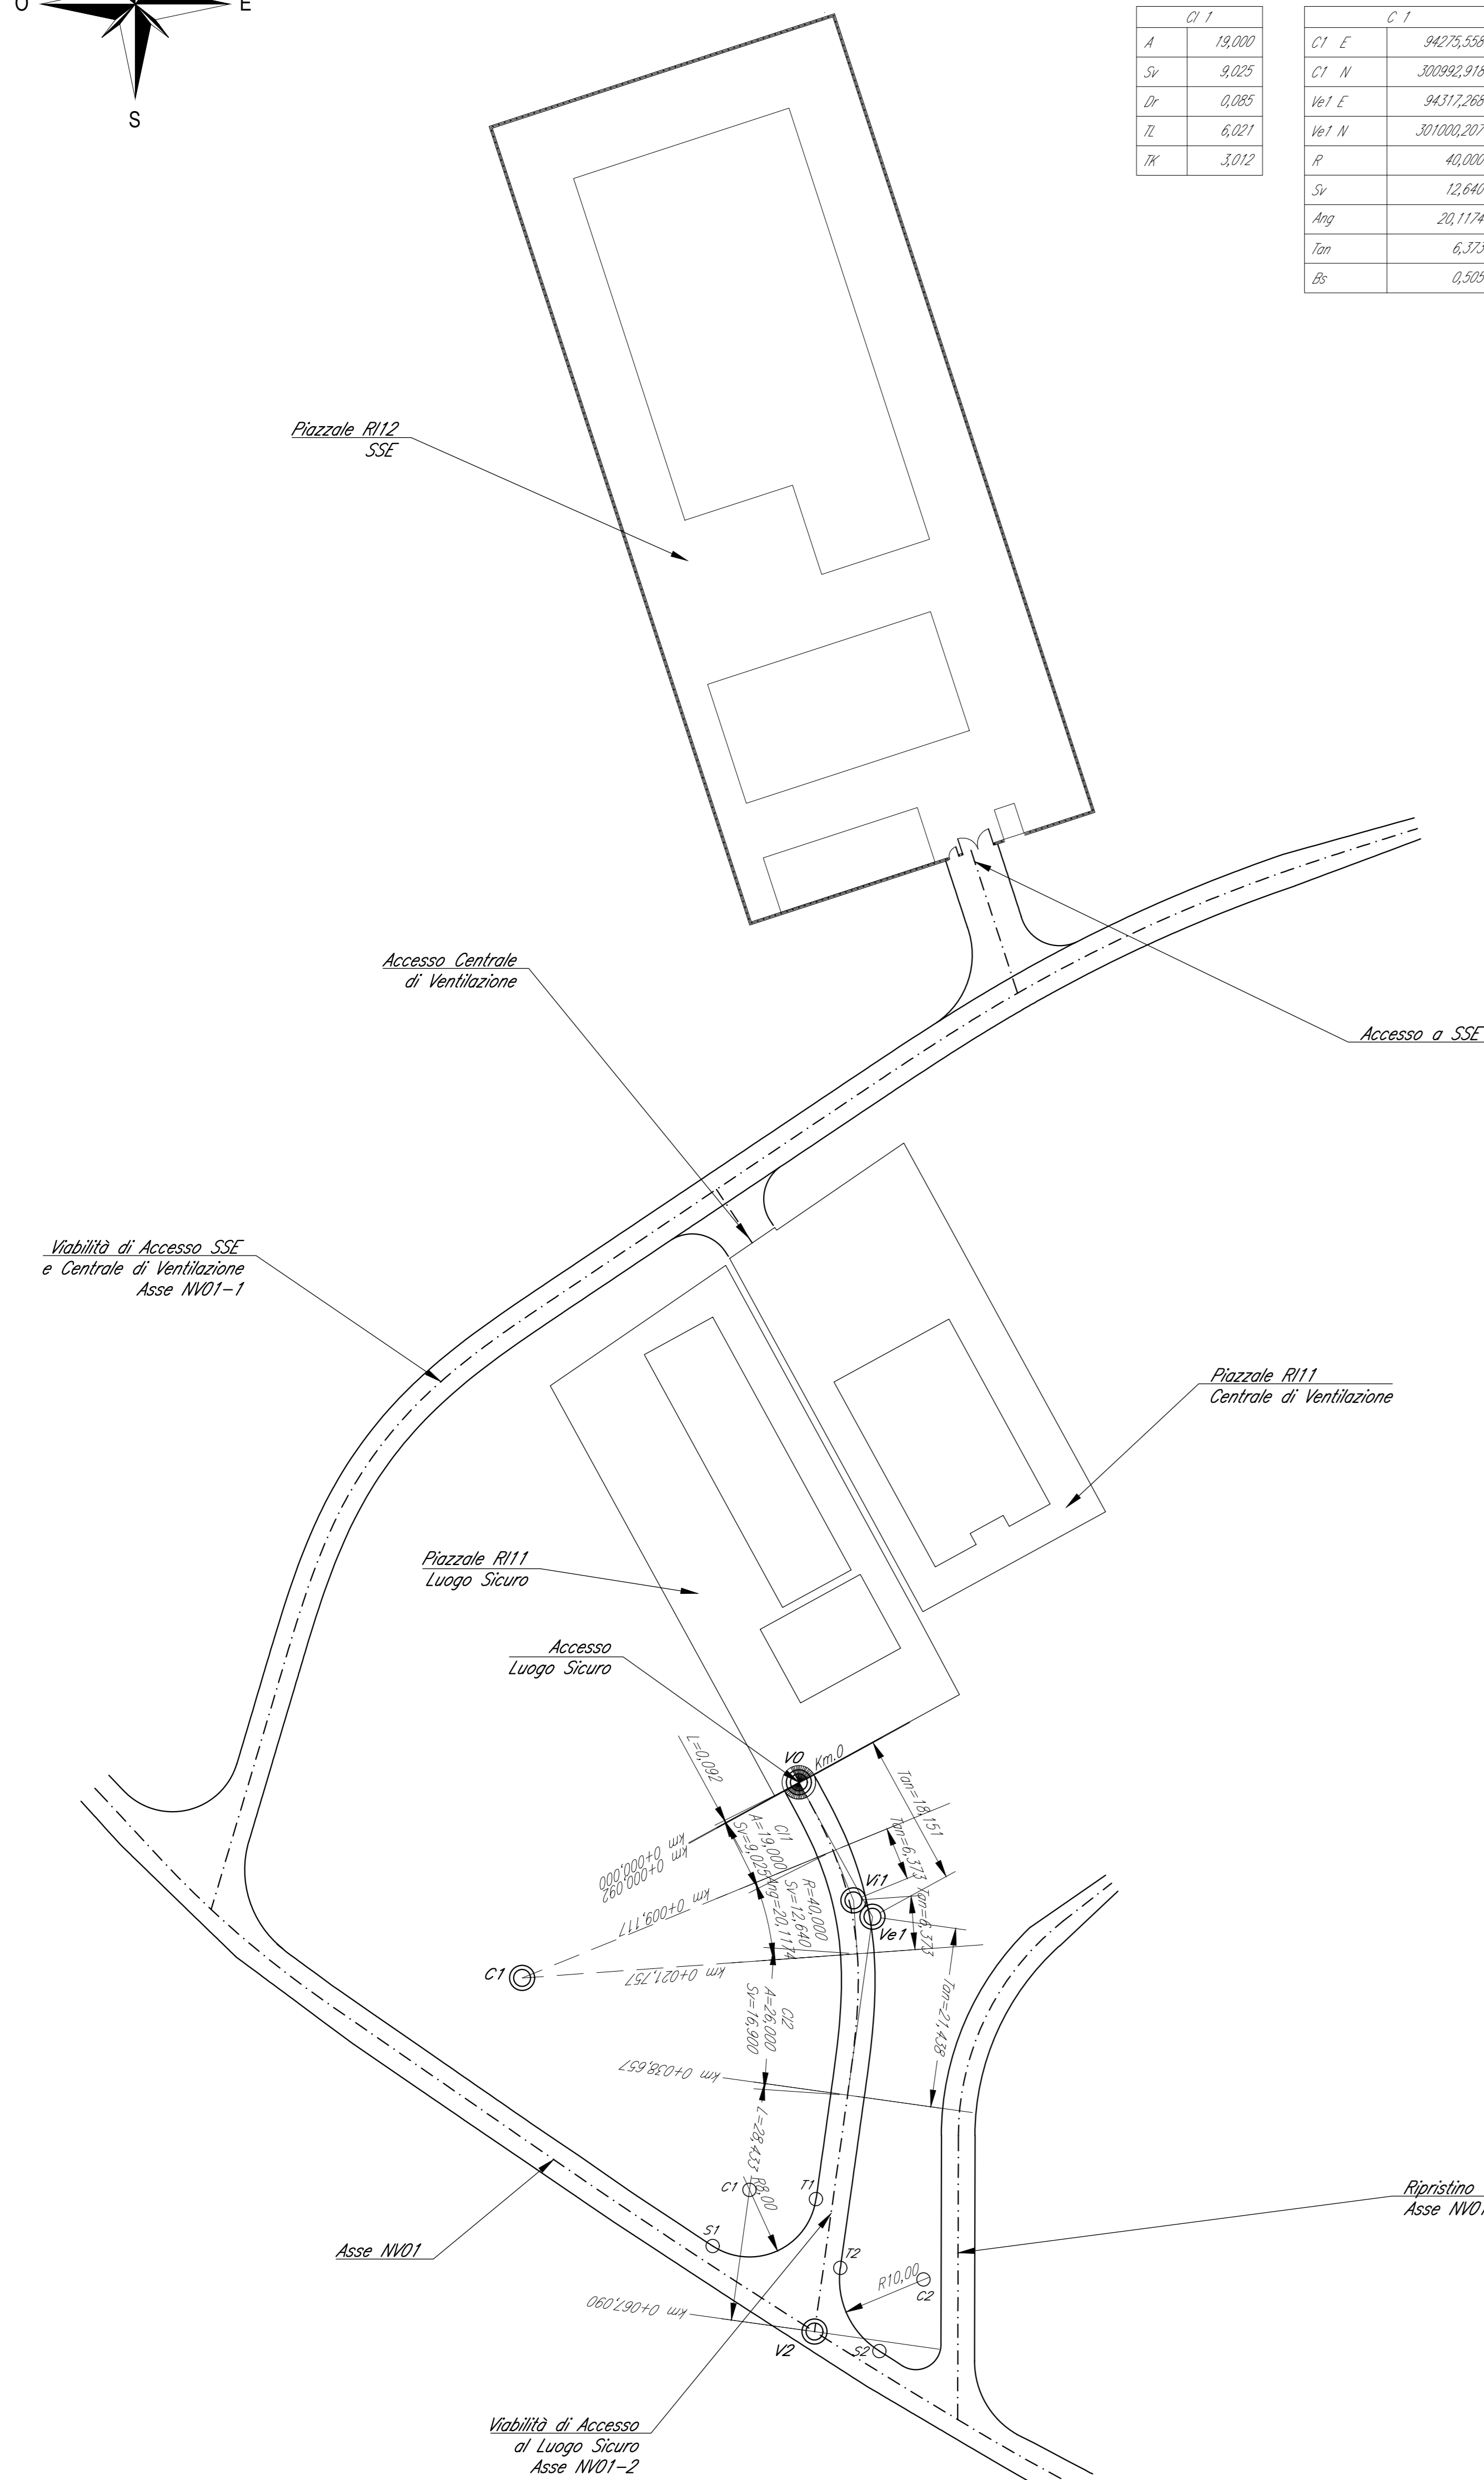 O
E
S
Cl 1
A 19,000
Sv 9,025
Dr 0,085
TL 6,021
TK 3,012
C 1
C1 E 94275,558
C1 N 300992,918
Ve1 E 94317,268
Ve1 N 301000,207
R 40,000
Sv 12,640
Ang 20,1174
Tan 6,373
Bs 0,505
Piazzale RI12
SSE
Accesso Centrale
di Ventilazione
Accesso a SSE
Viabilità di Accesso SSE
e Centrale di Ventilazione
Asse NV01-1
Piazzale RI11
Centrale di Ventilazione
Piazzale RI11
Luogo Sicuro
Accesso
Luogo Sicuro
V0
Km.0
L=0,092
Tan=18,151
Tan=6,373
Tan=6,373
km 0+000,000
km 0+000,092
km 0+009,117
Cl1
A=19,000
Sv=9,025
R=40,000
Sv=12,640
Ang=20,1174
Vi1
Ve1
C1
km 0+021,757
Cl2
A=26,000
Sv=16,900
Tan=21,438
km 0+038,657
L=28,433
C1
R8,00
T1
S1
T2
R10,00
C2
Asse NV01
km 0+067,090
V2
S2
Ripristino
Asse NV01
Viabilità di Accesso
al Luogo Sicuro
Asse NV01-2